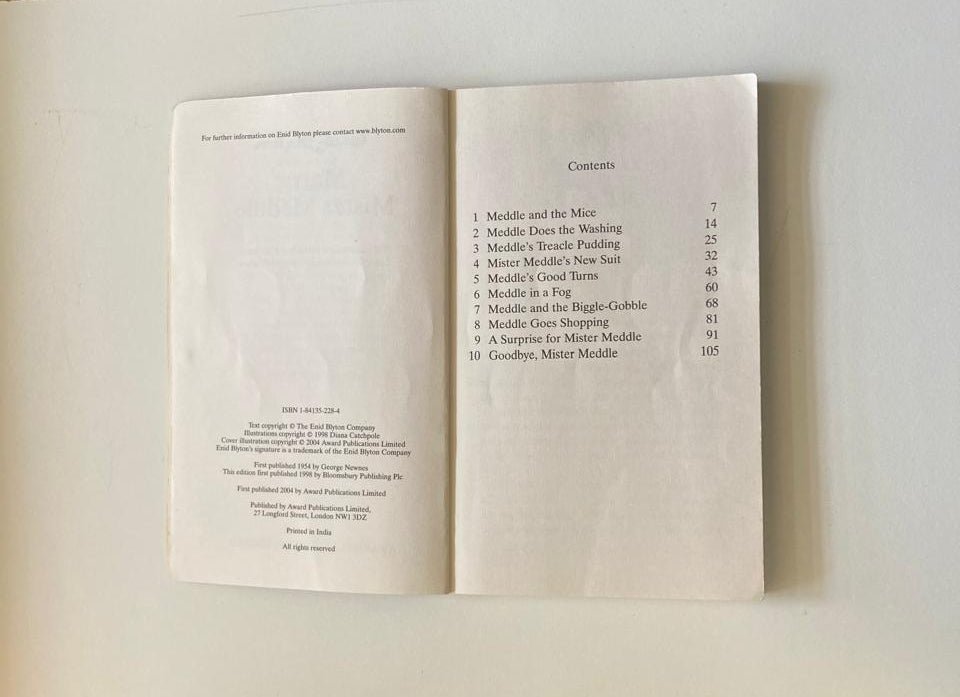 For further information on Enid Blyton please contact www.blyton.com
ISBN 1-84135-228-4
Text copyright © The Enid Blyton Company
Illustrations copyright © 1998 Diana Catchpole
Cover illustration copyright © 2004 Award Publications Limited
Enid Blyton's signature is a trademark of the Enid Blyton Company
First published 1954 by George Newnes
This edition first published 1998 by Bloomsbury Publishing Plc
First published 2004 by Award Publications Limited
Published by Award Publications Limited,
27 Longford Street, London NW1 3DZ
Printed in India
All rights reserved
Contents
1 Meddle and the Mice 7
2 Meddle Does the Washing 14
3 Meddle's Treacle Pudding 25
4 Mister Meddle's New Suit 32
5 Meddle's Good Turns 43
6 Meddle in a Fog 60
7 Meddle and the Biggle-Gobble 68
8 Meddle Goes Shopping 81
9 A Surprise for Mister Meddle 91
10 Goodbye, Mister Meddle 105